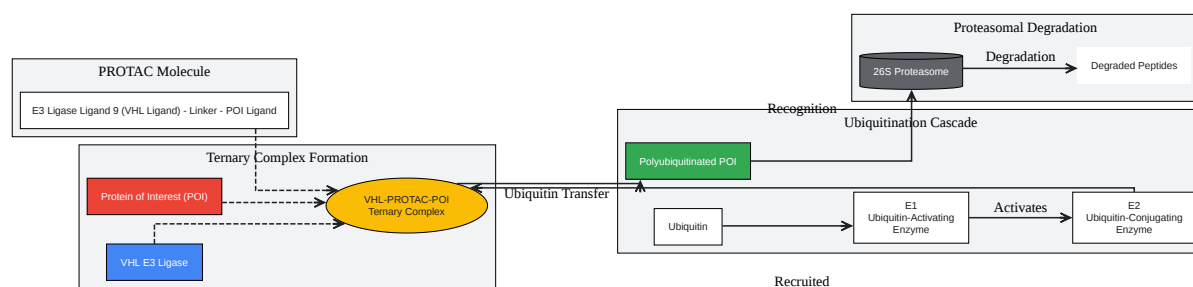 Proteasomal Degradation
26S Proteasome
Degradation
Degraded Peptides
PROTAC Molecule
E3 Ligase Ligand 9 (VHL Ligand) - Linker - POI Ligand
Recognition
Ubiquitination Cascade
Ternary Complex Formation
Polyubiquitinated POI
Protein of Interest (POI)
VHL-PROTAC-POI
Ternary Complex
Ubiquitin Transfer
VHL E3 Ligase
Ubiquitin
E1
Ubiquitin-Activating
Enzyme
Activates
E2
Ubiquitin-Conjugating
Enzyme
Recruited